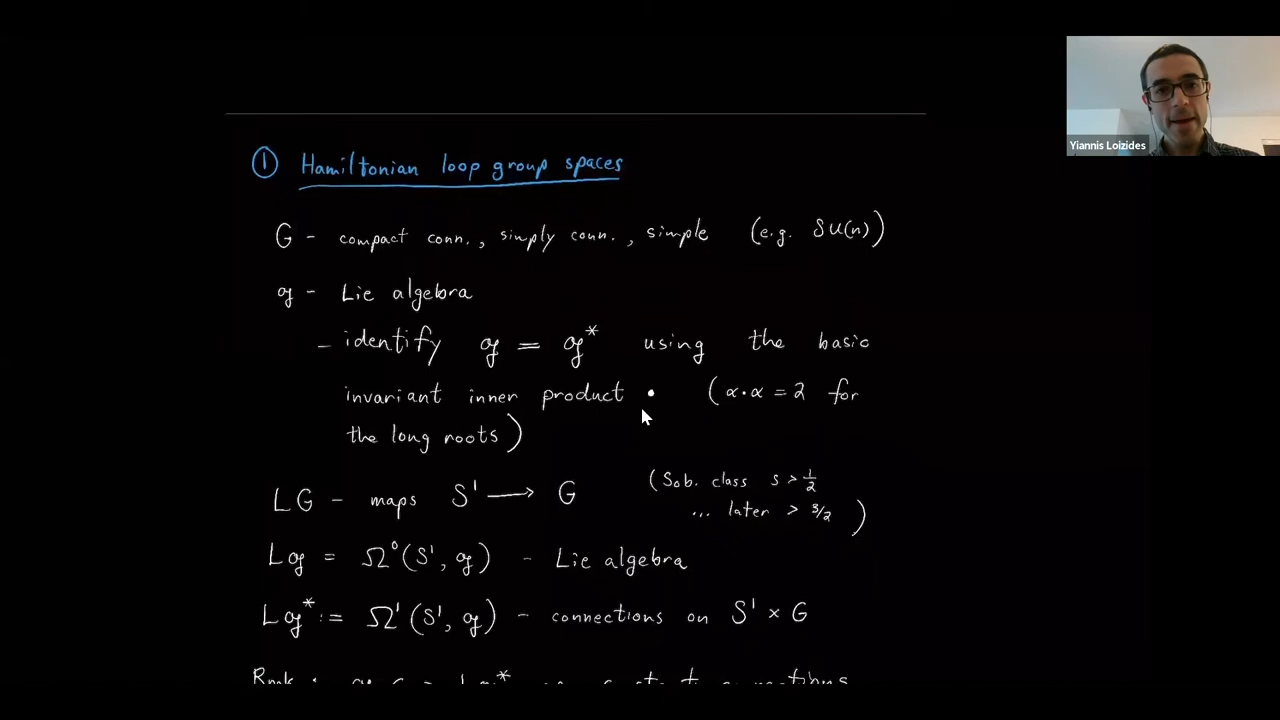 ① Hamiltonian loop group spaces
G - compact conn., simply conn., simple (e.g. SU(n))
𝔤 - Lie algebra
- identify 𝔤 = 𝔤* using the basic
invariant inner product • (α·α = 2 for
the long roots)
LG - maps S¹ → G (Sob. class s > 1/2
... later > 3/2)
L𝔤 = Ω⁰(S¹, 𝔤) - Lie algebra
L𝔤* := Ω¹(S¹, 𝔤) - connections on S¹ × G
Yiannis Loizides